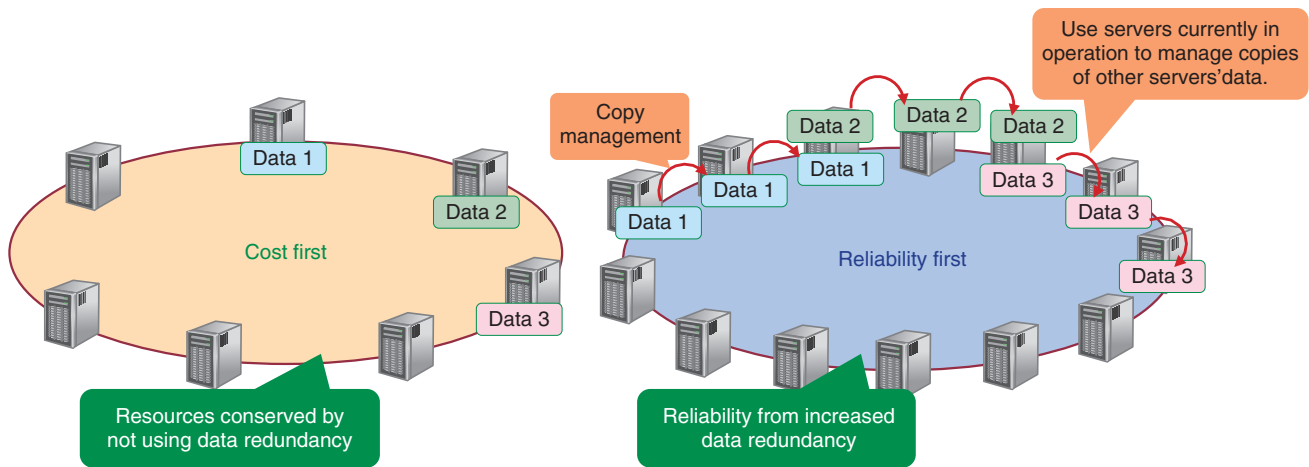 Data 1
Data 2
Cost first
Data 3
Resources conserved by
not using data redundancy
Use servers currently in
operation to manage copies
of other servers'data.
Copy
management
Data 2
Data 2
Data 2
Data 1
Data 1
Data 1
Data 3
Data 3
Data 3
Reliability first
Reliability from increased
data redundancy